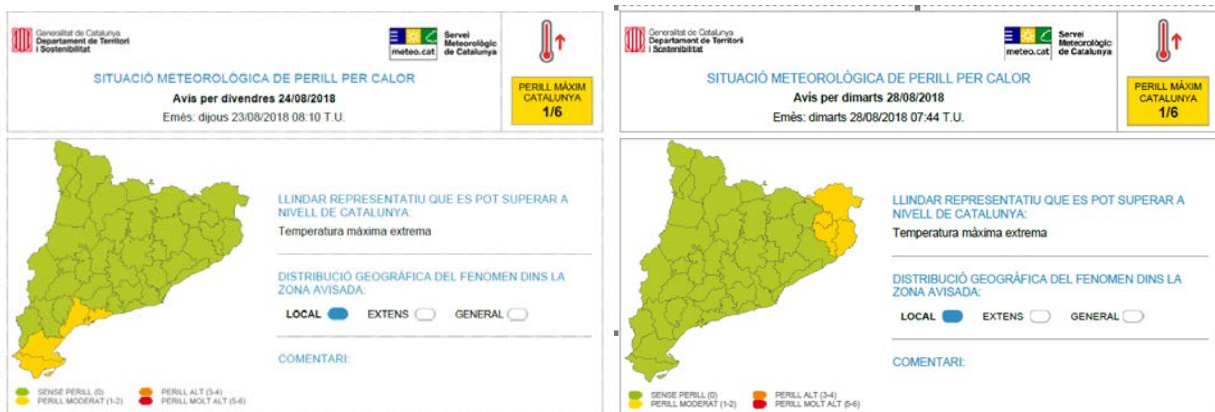 Generalitat de Catalunya
Departament de Territori
i Sostenibilitat
meteo.cat
Servei
Meteorològic
de Catalunya
SITUACIÓ METEOROLÒGICA DE PERILL PER CALOR
Avis per divendres 24/08/2018
Emès: dijous 23/08/2018 08:10 T.U.
PERILL MÀXIM
CATALUNYA
1/6
LLINDAR REPRESENTATIU QUE ES POT SUPERAR A
NIVELL DE CATALUNYA:
Temperatura màxima extrema
DISTRIBUCIÓ GEOGRÀFICA DEL FENOMEN DINS LA
ZONA AVISADA:
LOCAL EXTENS GENERAL
COMENTARI:
SENSE PERILL (0) PERILL ALT (3-4)
PERILL MODERAT (1-2) PERILL MOLT ALT (5-6)
Generalitat de Catalunya
Departament de Territori
i Sostenibilitat
meteo.cat
Servei
Meteorològic
de Catalunya
SITUACIÓ METEOROLÒGICA DE PERILL PER CALOR
Avis per dimarts 28/08/2018
Emès: dimarts 28/08/2018 07:44 T.U.
PERILL MÀXIM
CATALUNYA
1/6
LLINDAR REPRESENTATIU QUE ES POT SUPERAR A
NIVELL DE CATALUNYA:
Temperatura màxima extrema
DISTRIBUCIÓ GEOGRÀFICA DEL FENOMEN DINS LA
ZONA AVISADA:
LOCAL EXTENS GENERAL
COMENTARI:
SENSE PERILL (0) PERILL ALT (3-4)
PERILL MODERAT (1-2) PERILL MOLT ALT (5-6)